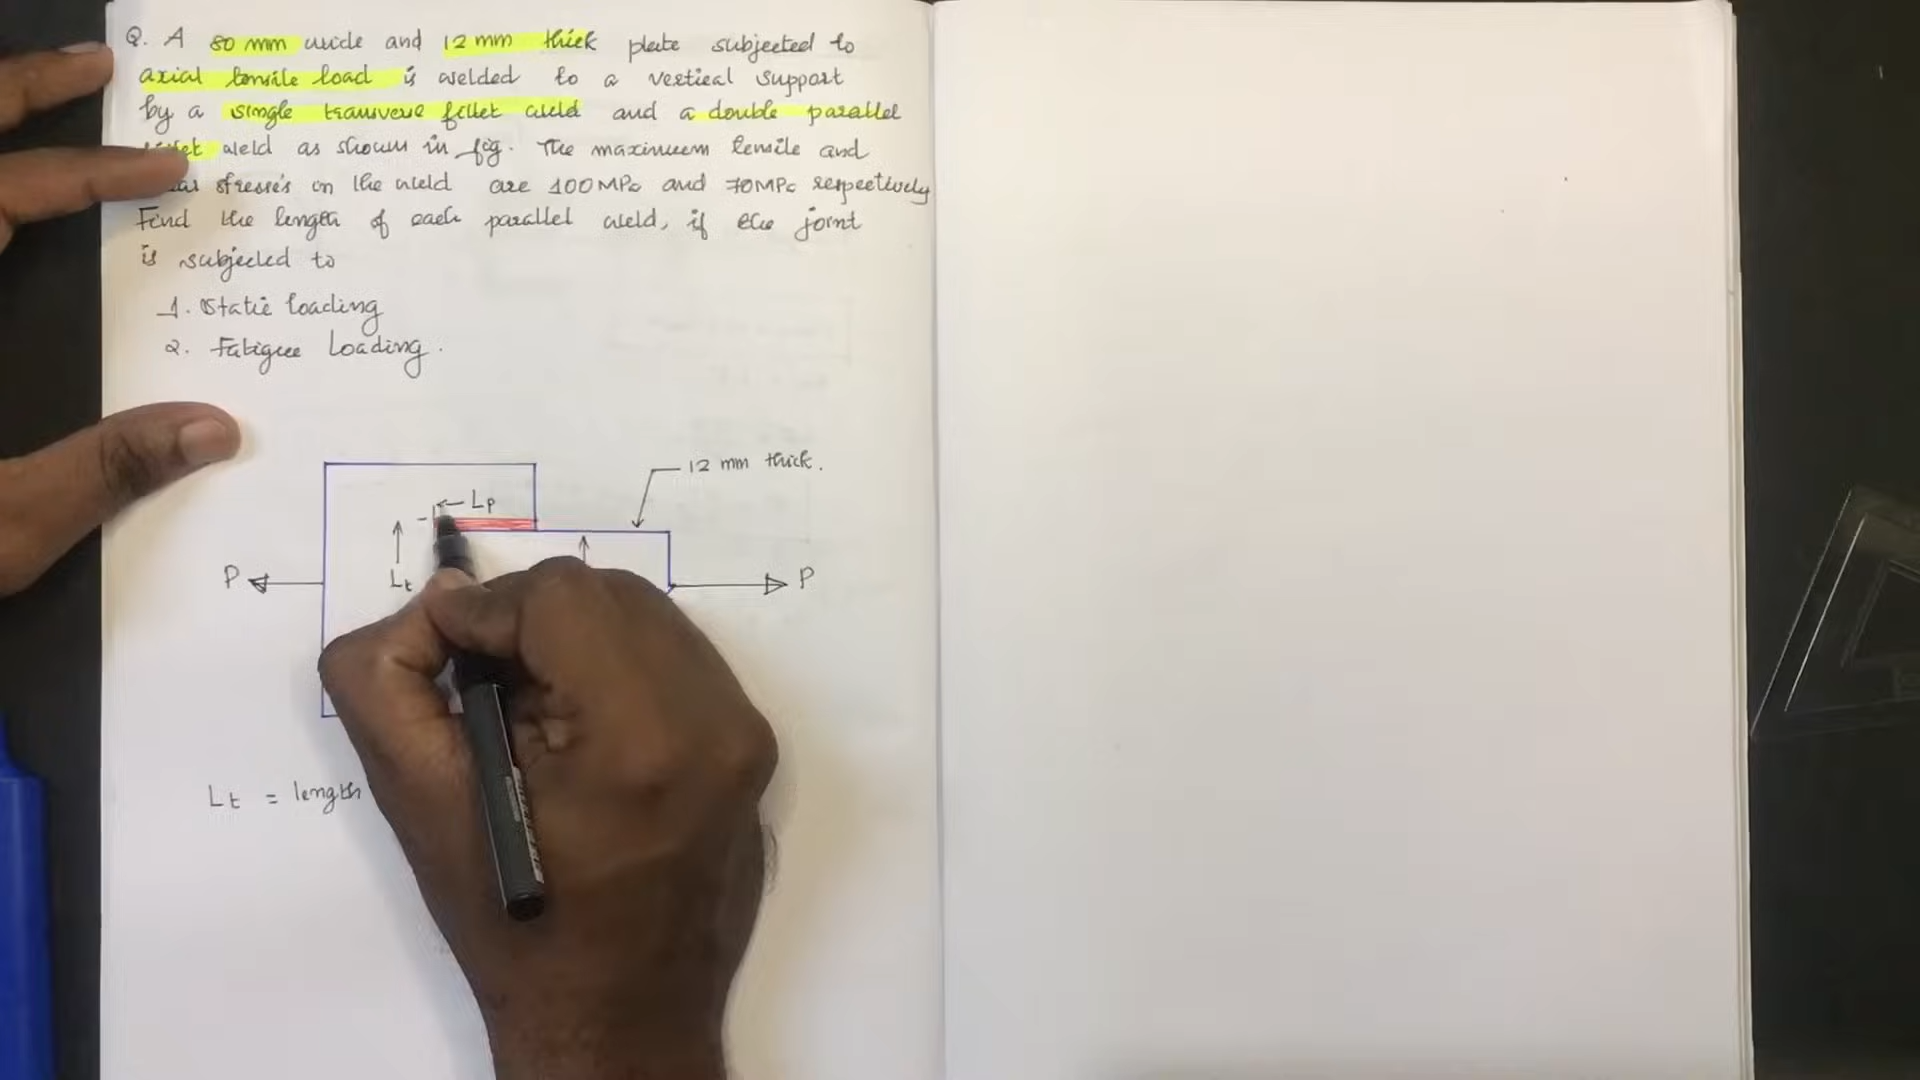 Q. A 80 mm wide and 12 mm thick plate subjected to
axial tensile load is welded to a vertical support
by a single transverse fillet weld and a double parallel
weld as shown in fig. The maximum tensile and
stresses on the weld are 100 MPa and 70 MPa respectively
Find the length of each parallel weld, if the joint
is subjected to
1. Static loading
2. Fatigue Loading.
12 mm thick.
Lp
P
Lt
P
Lt = length